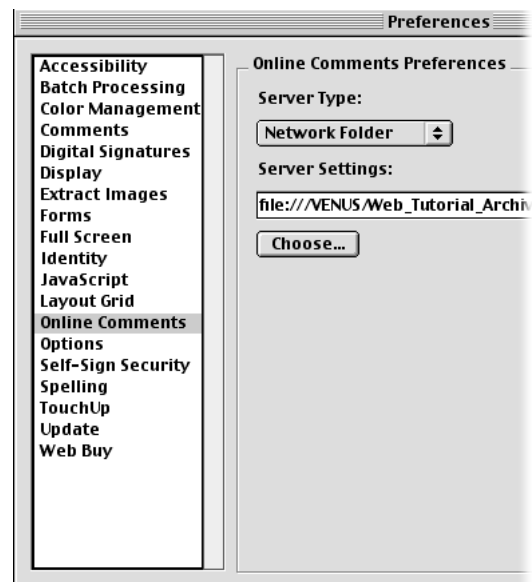 Preferences
Accessibility
Batch Processing
Color Management
Comments
Digital Signatures
Display
Extract Images
Forms
Full Screen
Identity
JavaScript
Layout Grid
Online Comments
Options
Self-Sign Security
Spelling
TouchUp
Update
Web Buy
Online Comments Preferences
Server Type:
Network Folder
Server Settings:
file:///VENUS/Web_Tutorial_Archiv
Choose...